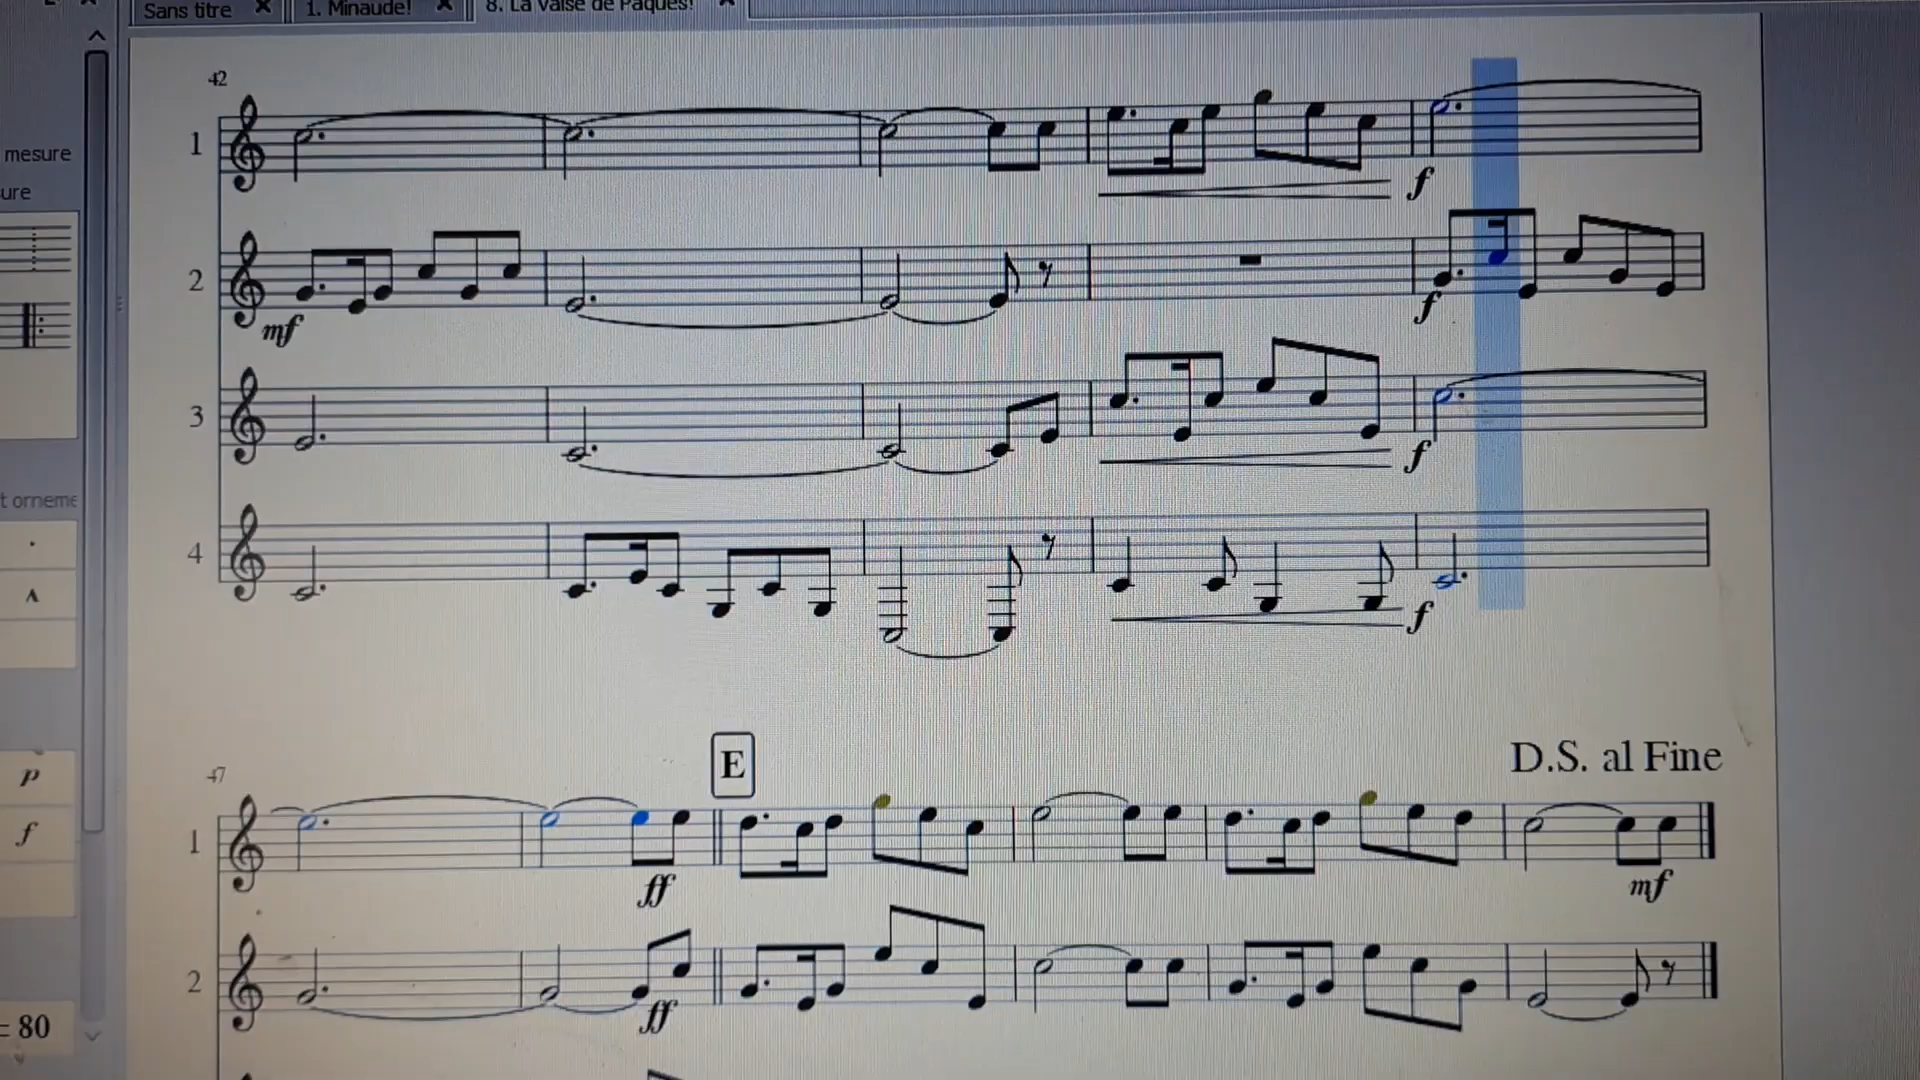 Sans titre
1. Minaude!
8. La Valse de Pâques!
42
mesure
1
ure
2
mf
f
3
f
t orneme
4
f
f
E
D.S. al Fine
p
47
f
1
ff
mf
2
ff
= 80